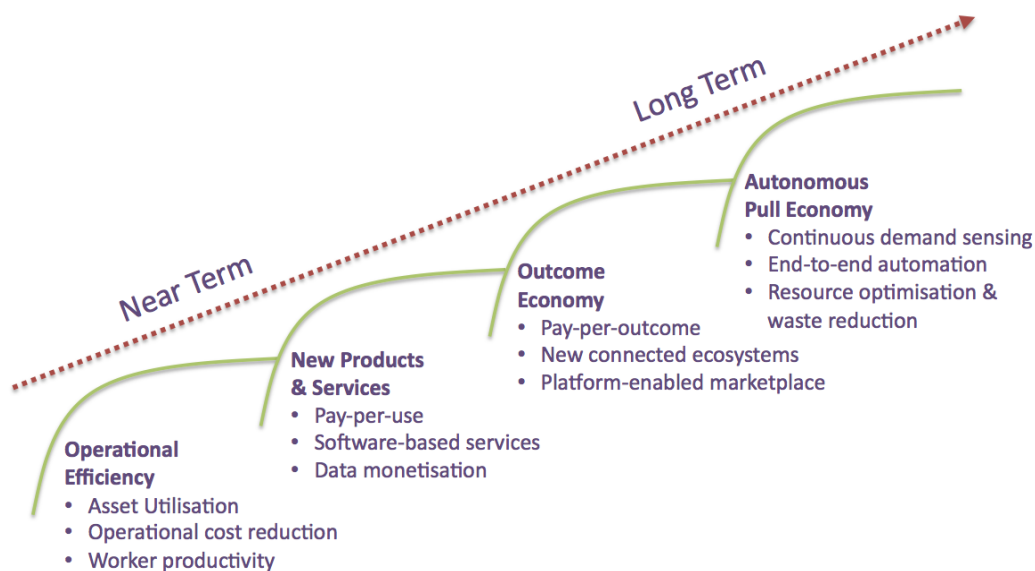 Long Term
Near Term
Operational
Efficiency
• Asset Utilisation
• Operational cost reduction
• Worker productivity
New Products
& Services
• Pay-per-use
• Software-based services
• Data monetisation
Outcome
Economy
• Pay-per-outcome
• New connected ecosystems
• Platform-enabled marketplace
Autonomous
Pull Economy
• Continuous demand sensing
• End-to-end automation
• Resource optimisation &
waste reduction